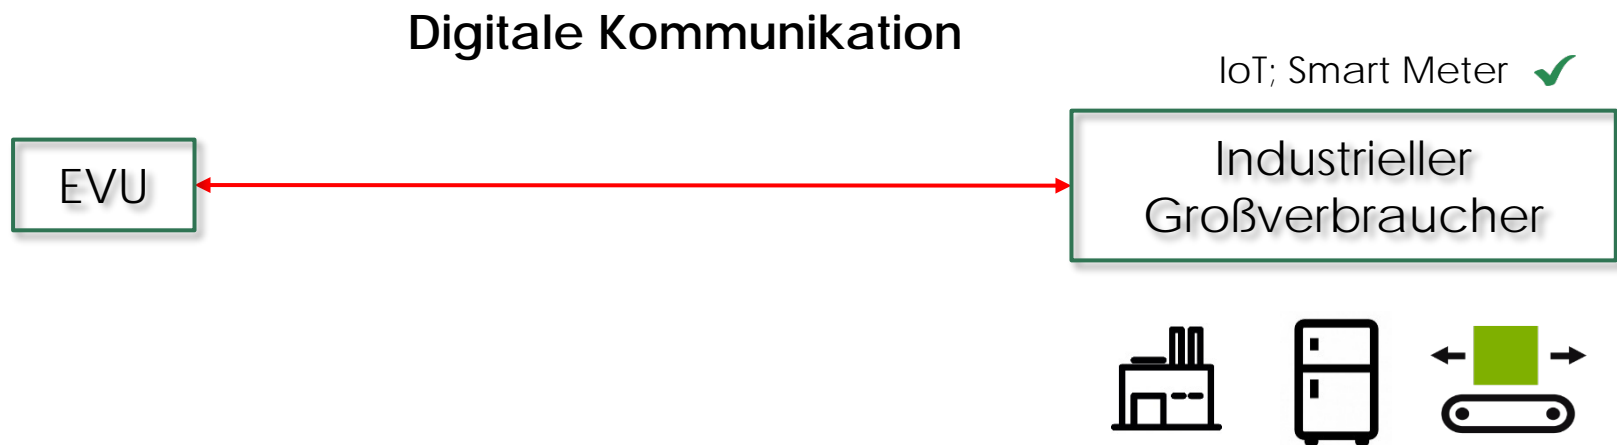 Digitale Kommunikation
IoT; Smart Meter
EVU
Industrieller
Großverbraucher